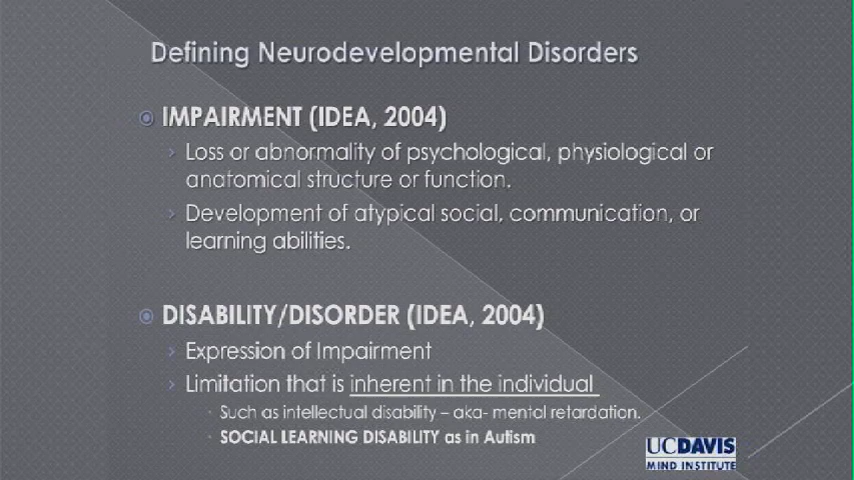 Defining Neurodevelopmental Disorders
IMPAIRMENT (IDEA, 2004)
Loss or abnormality of psychological, physiological or
anatomical structure or function.
Development of atypical social, communication, or
learning abilities.
DISABILITY/DISORDER (IDEA, 2004)
Expression of Impairment
Limitation that is inherent in the individual
Such as intellectual disability – aka- mental retardation.
SOCIAL LEARNING DISABILITY as in Autism
UCDAVIS
MIND INSTITUTE